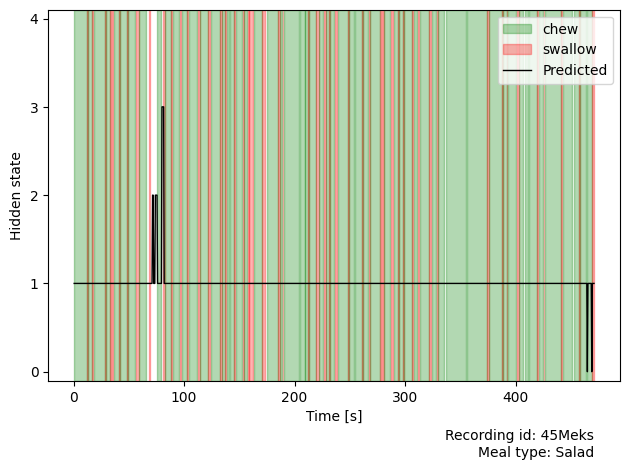 4
3
2
1
0
Hidden state
chew
swallow
Predicted
0
100
200
300
400
Time [s]
Recording id: 45Meks
Meal type: Salad